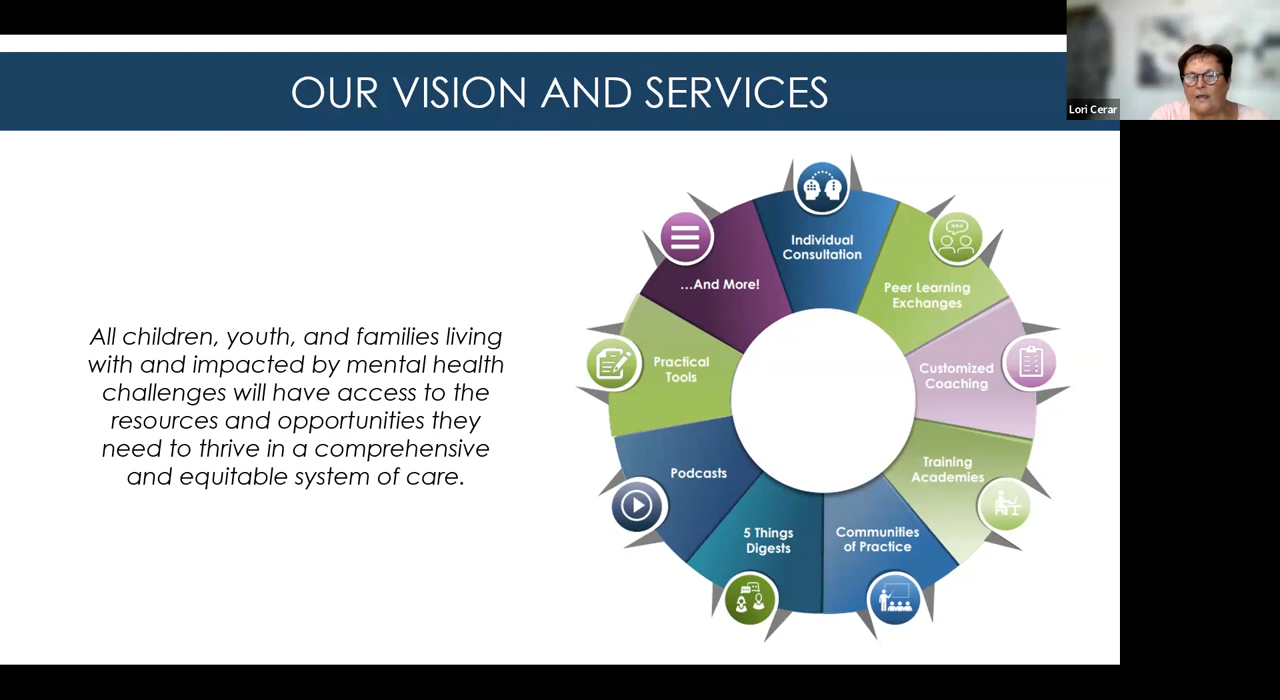 OUR VISION AND SERVICES
Lori Cerar
All children, youth, and families living
with and impacted by mental health
challenges will have access to the
resources and opportunities they
need to thrive in a comprehensive
and equitable system of care.
Individual
Consultation
Peer Learning
Exchanges
Customized
Coaching
Training
Academies
Communities
of Practice
5 Things
Digests
Podcasts
Practical
Tools
...And More!